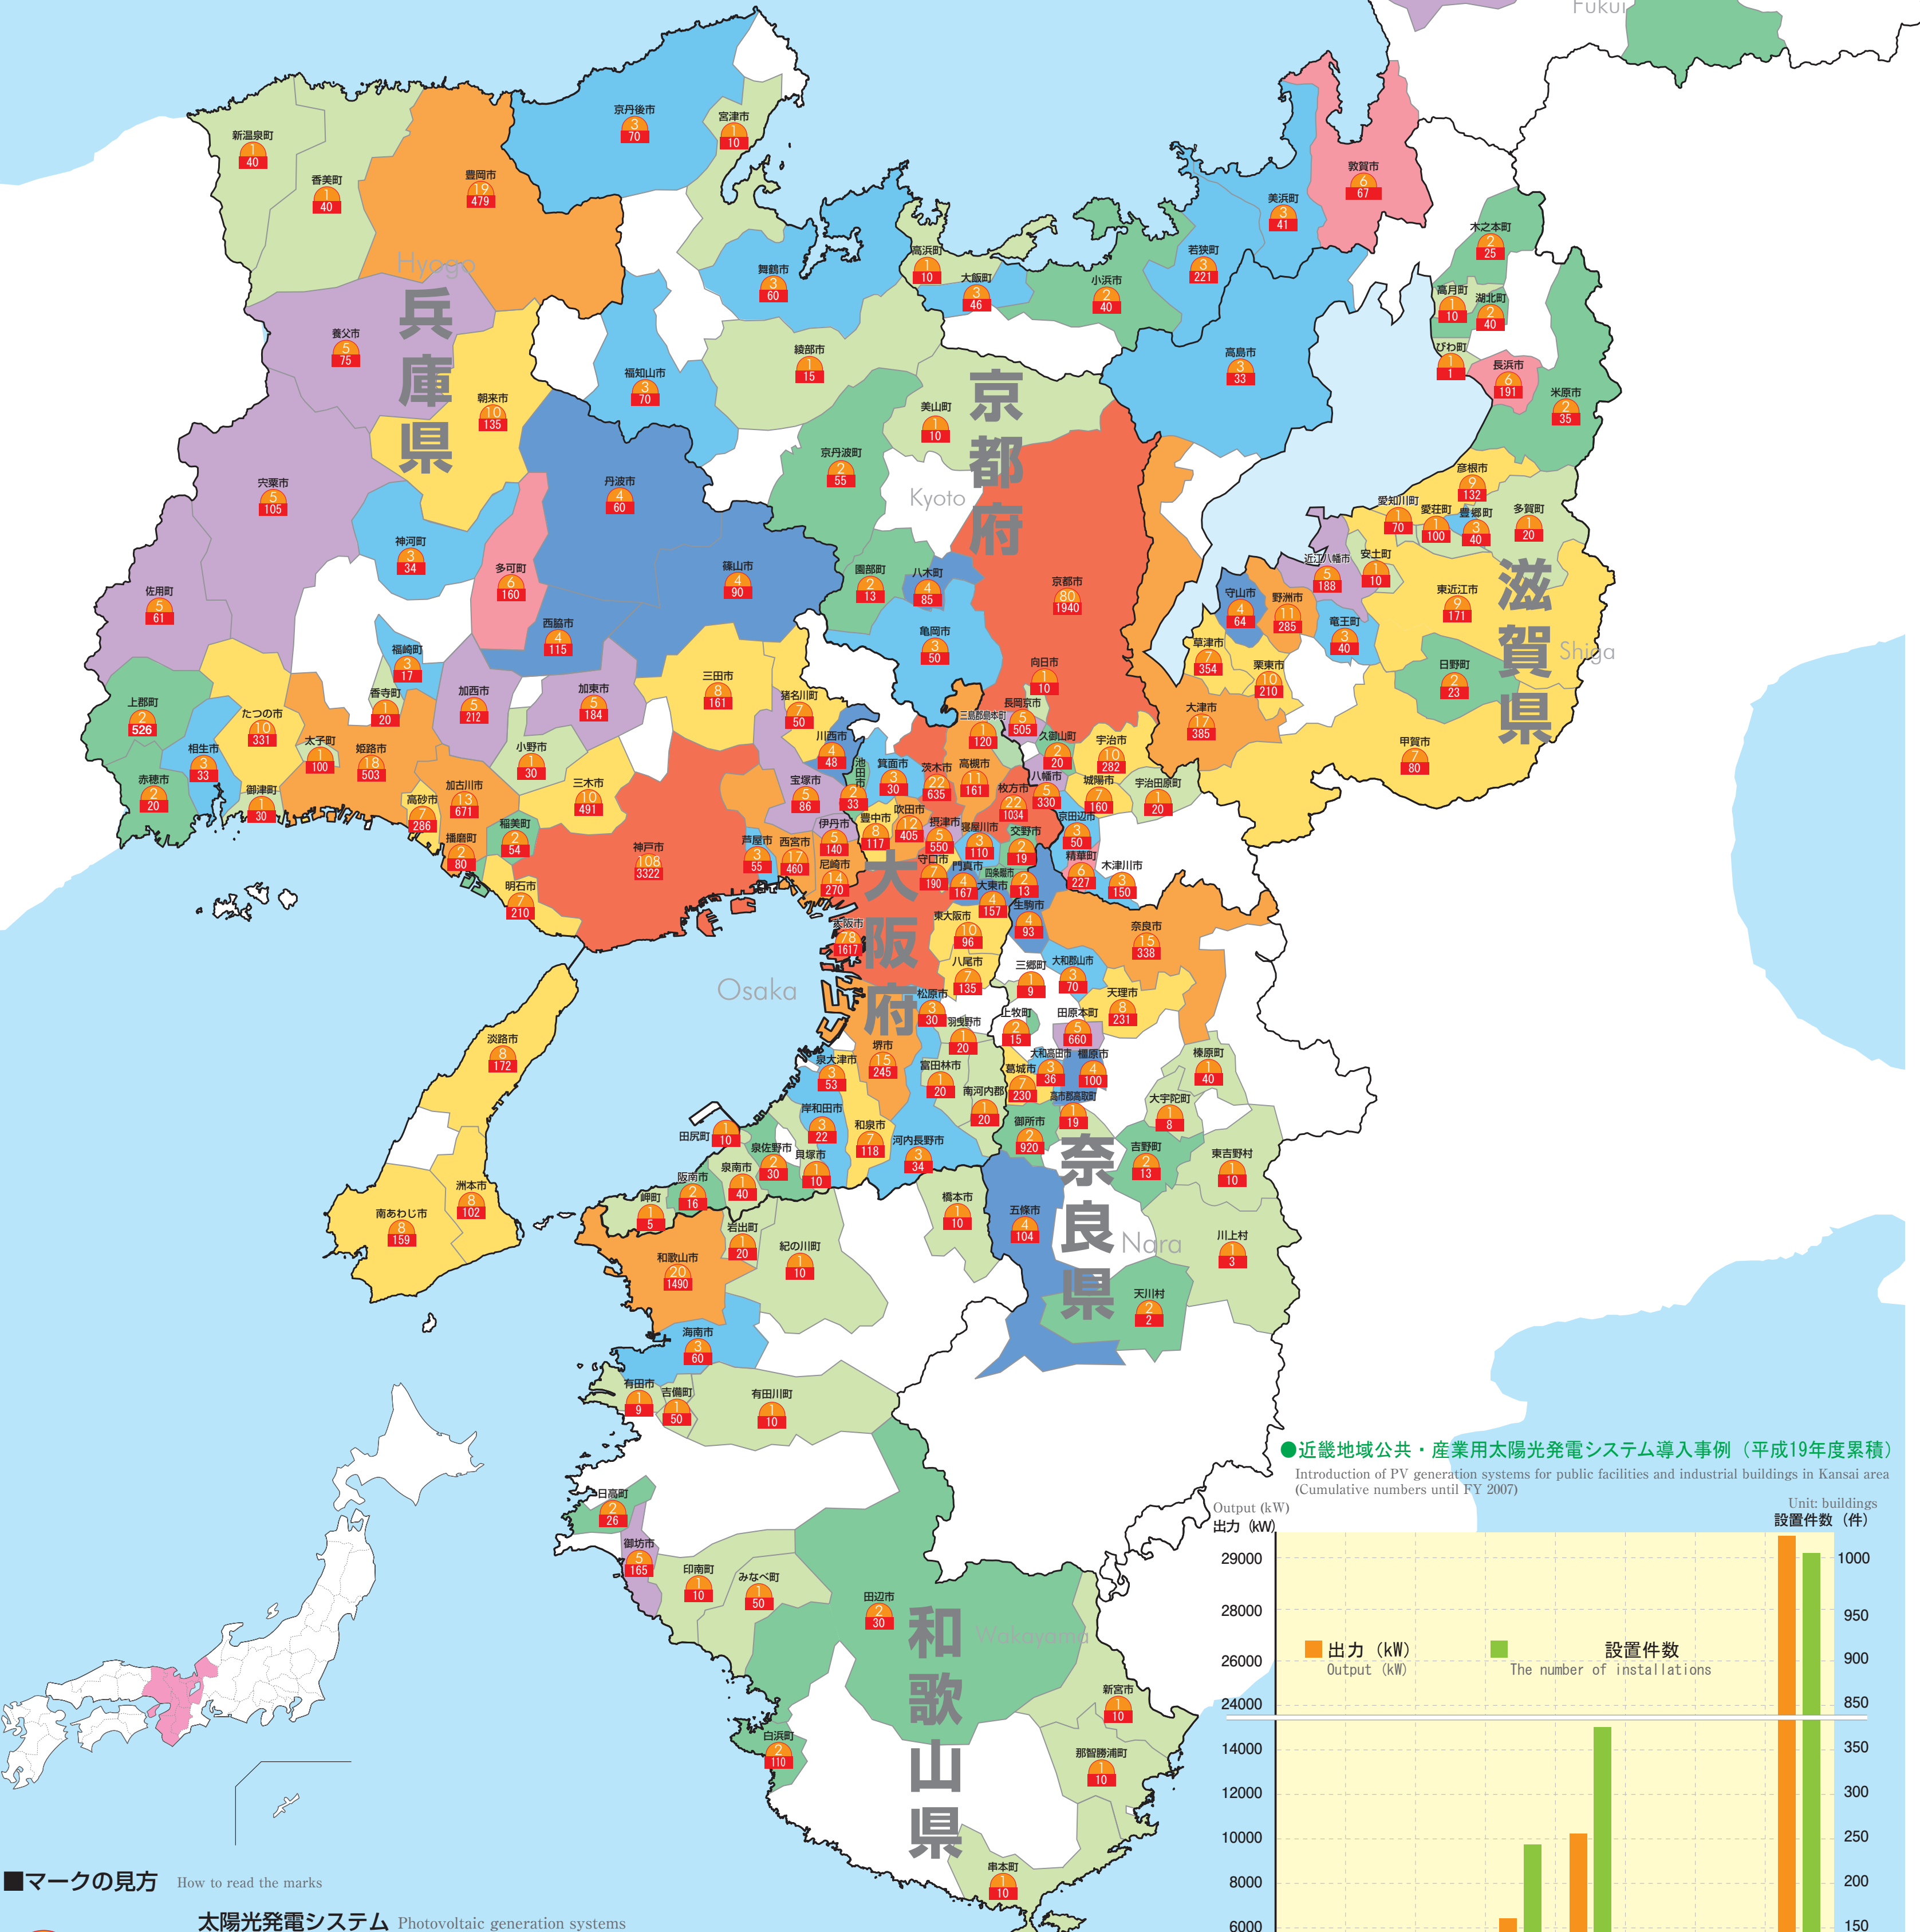 Fukui
新温泉町
1
40
香美町
1
40
豊岡市
19
479
京丹後市
3
70
宮津市
1
10
舞鶴市
3
60
高浜町
1
10
大飯町
3
46
小浜市
2
40
若狭町
3
221
美浜町
3
41
敦賀市
6
67
木之本町
2
25
高月町
1
10
湖北町
2
40
びわ町
1
1
長浜市
6
191
米原市
2
35
高島市
3
33
Hyogo
兵庫県
養父市
5
75
朝来市
10
135
福知山市
3
70
綾部市
1
15
美山町
1
10
京丹波町
2
55
京都府
Kyoto
宍粟市
5
105
神河町
3
34
多可町
6
160
丹波市
4
60
篠山市
4
90
園部町
2
13
八木町
4
85
京都市
80
1940
亀岡市
3
50
彦根市
9
132
愛知川町
1
70
愛荘町
1
100
豊郷町
3
40
多賀町
1
20
近江八幡市
5
188
安土町
1
10
東近江市
9
171
滋賀県
Shiga
守山市
4
64
野洲市
11
285
竜王町
3
40
日野町
2
23
草津市
7
354
栗東市
10
210
大津市
17
385
甲賀市
7
80
佐用町
5
61
西脇市
4
115
福崎町
3
17
香寺町
1
20
加西市
5
212
加東市
5
184
三田市
8
161
猪名川町
7
50
川西市
4
48
上郡町
2
526
相生市
3
33
たつの市
10
331
太子町
1
100
姫路市
18
503
小野市
1
30
三木市
10
491
赤穂市
2
20
御津町
1
30
高砂市
7
286
加古川市
13
671
稲美町
2
54
播磨町
2
80
明石市
7
210
神戸市
108
3322
芦屋市
3
55
西宮市
17
460
宝塚市
5
86
伊丹市
5
140
尼崎市
14
270
池田市
2
33
箕面市
3
30
豊中市
8
117
吹田市
12
405
茨木市
22
635
高槻市
11
161
三島郡島本町
1
120
向日市
1
10
長岡京市
5
505
久御山町
2
20
宇治市
10
282
八幡市
5
330
城陽市
7
160
宇治田原町
1
20
枚方市
22
1034
摂津市
5
550
寝屋川市
3
110
交野市
2
19
京田辺市
3
50
精華町
6
227
木津川市
3
150
守口市
7
190
門真市
4
167
四条畷市
2
13
大東市
4
157
生駒市
4
93
大阪市
78
1617
大阪府
Osaka
東大阪市
10
96
八尾市
7
135
奈良市
15
338
三郷町
1
9
大和郡山市
3
70
天理市
8
231
松原市
3
30
羽曳野市
1
20
上牧町
2
15
田原本町
5
660
淡路市
8
172
泉大津市
3
53
堺市
15
245
富田林市
1
20
南河内郡
1
20
葛城市
7
230
大和高田市
3
36
橿原市
4
100
榛原町
1
40
高市郡高取町
1
19
大宇陀町
1
8
岸和田市
3
22
和泉市
7
118
河内長野市
3
34
御所市
2
920
吉野町
2
13
東吉野村
1
10
田尻町
1
10
泉佐野市
2
30
貝塚市
1
10
泉南市
1
40
阪南市
2
16
岬町
1
5
洲本市
8
102
南あわじ市
8
159
岩出町
1
20
紀の川町
1
10
橋本市
1
10
五條市
4
104
奈良県
Nara
川上村
1
3
天川村
2
2
和歌山市
20
1490
海南市
3
60
有田市
1
9
吉備町
1
50
有田川町
1
10
日高町
2
26
御坊市
5
165
印南町
1
10
みなべ町
1
50
田辺市
2
30
和歌山県
Wakayama
新宮市
1
10
白浜町
2
110
那智勝浦町
1
10
串本町
1
10
●近畿地域公共・産業用太陽光発電システム導入事例（平成19年度累積）
Introduction of PV generation systems for public facilities and industrial buildings in Kansai area
(Cumulative numbers until FY 2007)
Output (kW)
出力（kW）
Unit: buildings
設置件数（件）
29000
28000
26000
24000
14000
12000
10000
8000
6000
1000
950
900
850
350
300
250
200
150
出力（kW）
Output (kW)
設置件数
The number of installations
■マークの見方 How to read the marks
太陽光発電システム Photovoltaic generation systems